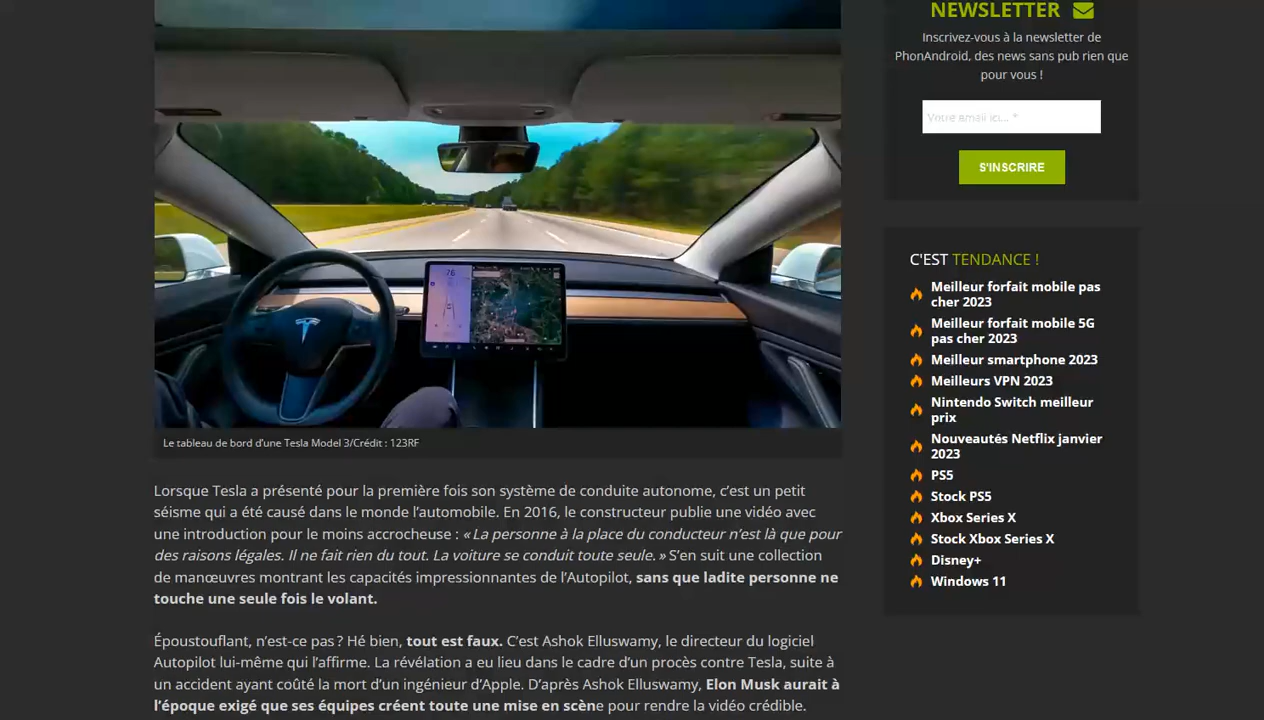 NEWSLETTER
Inscrivez-vous à la newsletter de
PhonAndroid, des news sans pub rien que
pour vous !
Votre email ici... *
S'INSCRIRE
76
Le tableau de bord d'une Tesla Model 3/Crédit : 123RF
Lorsque Tesla a présenté pour la première fois son système de conduite autonome, c'est un petit
séisme qui a été causé dans le monde l'automobile. En 2016, le constructeur publie une vidéo avec
une introduction pour le moins accrocheuse : « La personne à la place du conducteur n'est là que pour
des raisons légales. Il ne fait rien du tout. La voiture se conduit toute seule. » S'en suit une collection
de manœuvres montrant les capacités impressionnantes de l'Autopilot, sans que ladite personne ne
touche une seule fois le volant.
Époustouflant, n'est-ce pas ? Hé bien, tout est faux. C'est Ashok Elluswamy, le directeur du logiciel
Autopilot lui-même qui l'affirme. La révélation a eu lieu dans le cadre d'un procès contre Tesla, suite à
un accident ayant coûté la mort d'un ingénieur d'Apple. D'après Ashok Elluswamy, Elon Musk aurait à
l'époque exigé que ses équipes créent toute une mise en scène pour rendre la vidéo crédible.
C'EST TENDANCE !
Meilleur forfait mobile pas
cher 2023
Meilleur forfait mobile 5G
pas cher 2023
Meilleur smartphone 2023
Meilleurs VPN 2023
Nintendo Switch meilleur
prix
Nouveautés Netflix janvier
2023
PS5
Stock PS5
Xbox Series X
Stock Xbox Series X
Disney+
Windows 11